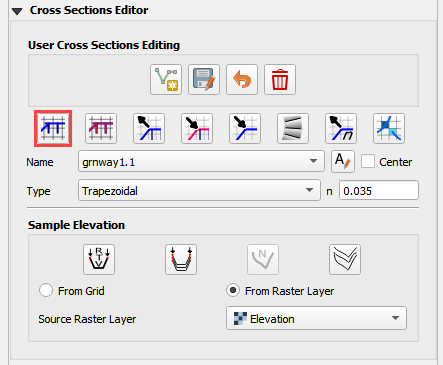 Cross Sections Editor
User Cross Sections Editing
Name grnway1.1 A Center
Type Trapezoidal n 0.035
Sample Elevation
R T V N
From Grid From Raster Layer
Source Raster Layer Elevation